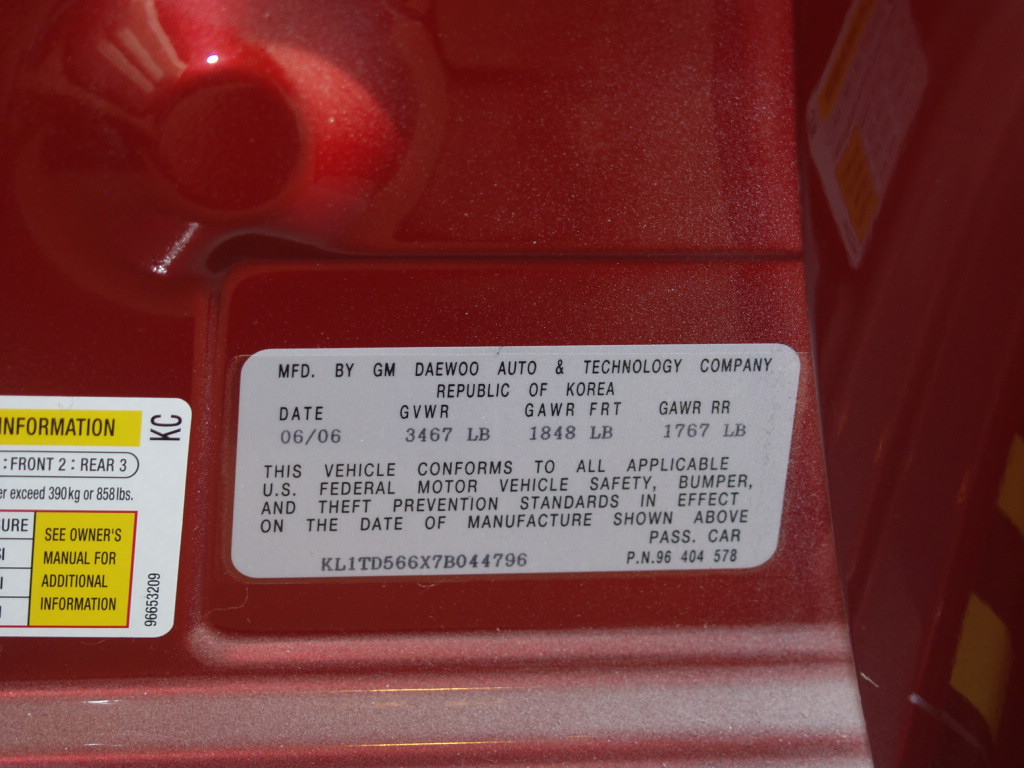 MFD. BY GM DAEWOO AUTO & TECHNOLOGY COMPANY
REPUBLIC OF KOREA
DATE GVWR GAWR FRT GAWR RR
06/06 3467 LB 1848 LB 1767 LB
THIS VEHICLE CONFORMS TO ALL APPLICABLE
U.S. FEDERAL MOTOR VEHICLE SAFETY, BUMPER,
AND THEFT PREVENTION STANDARDS IN EFFECT
ON THE DATE OF MANUFACTURE SHOWN ABOVE
PASS. CAR
KL1TD566X7B044796 P.N.96 404 578
INFORMATION
KC
: FRONT 2 : REAR 3
exceed 390kg or 858lbs.
SEE OWNER'S
MANUAL FOR
ADDITIONAL
INFORMATION
96653209